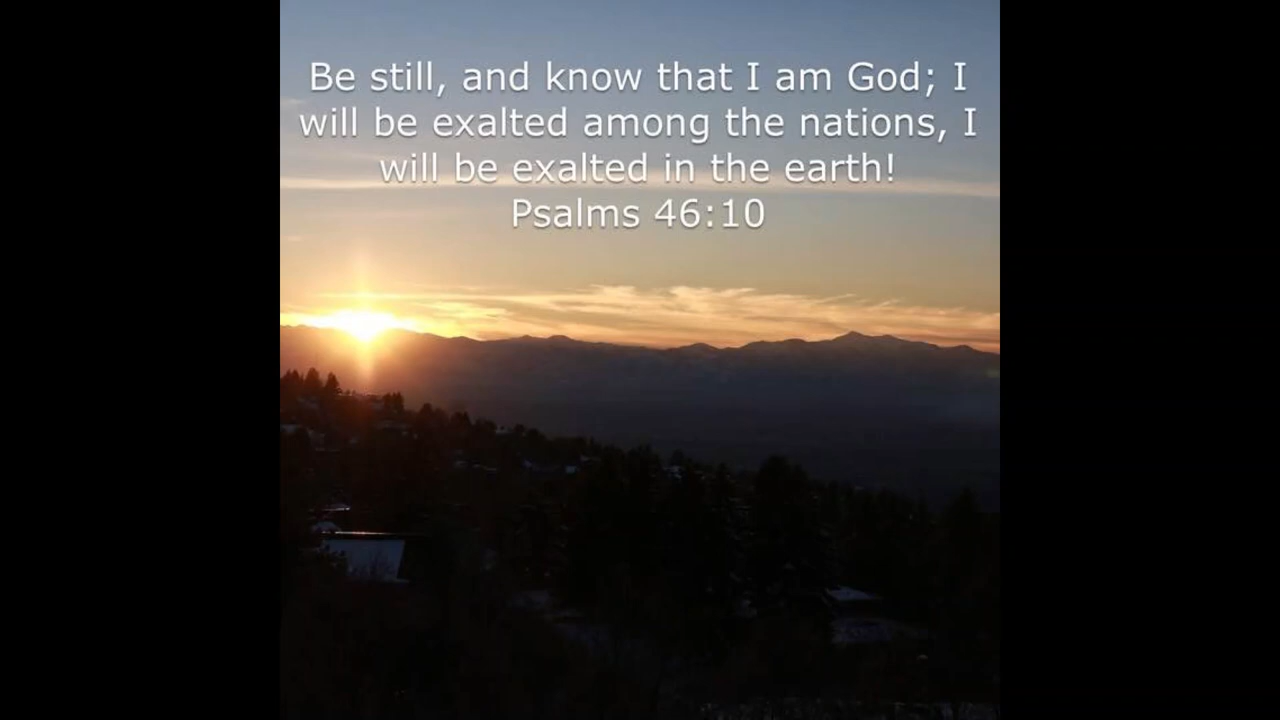 Be still, and know that I am God; I
will be exalted among the nations, I
will be exalted in the earth!
Psalms 46:10